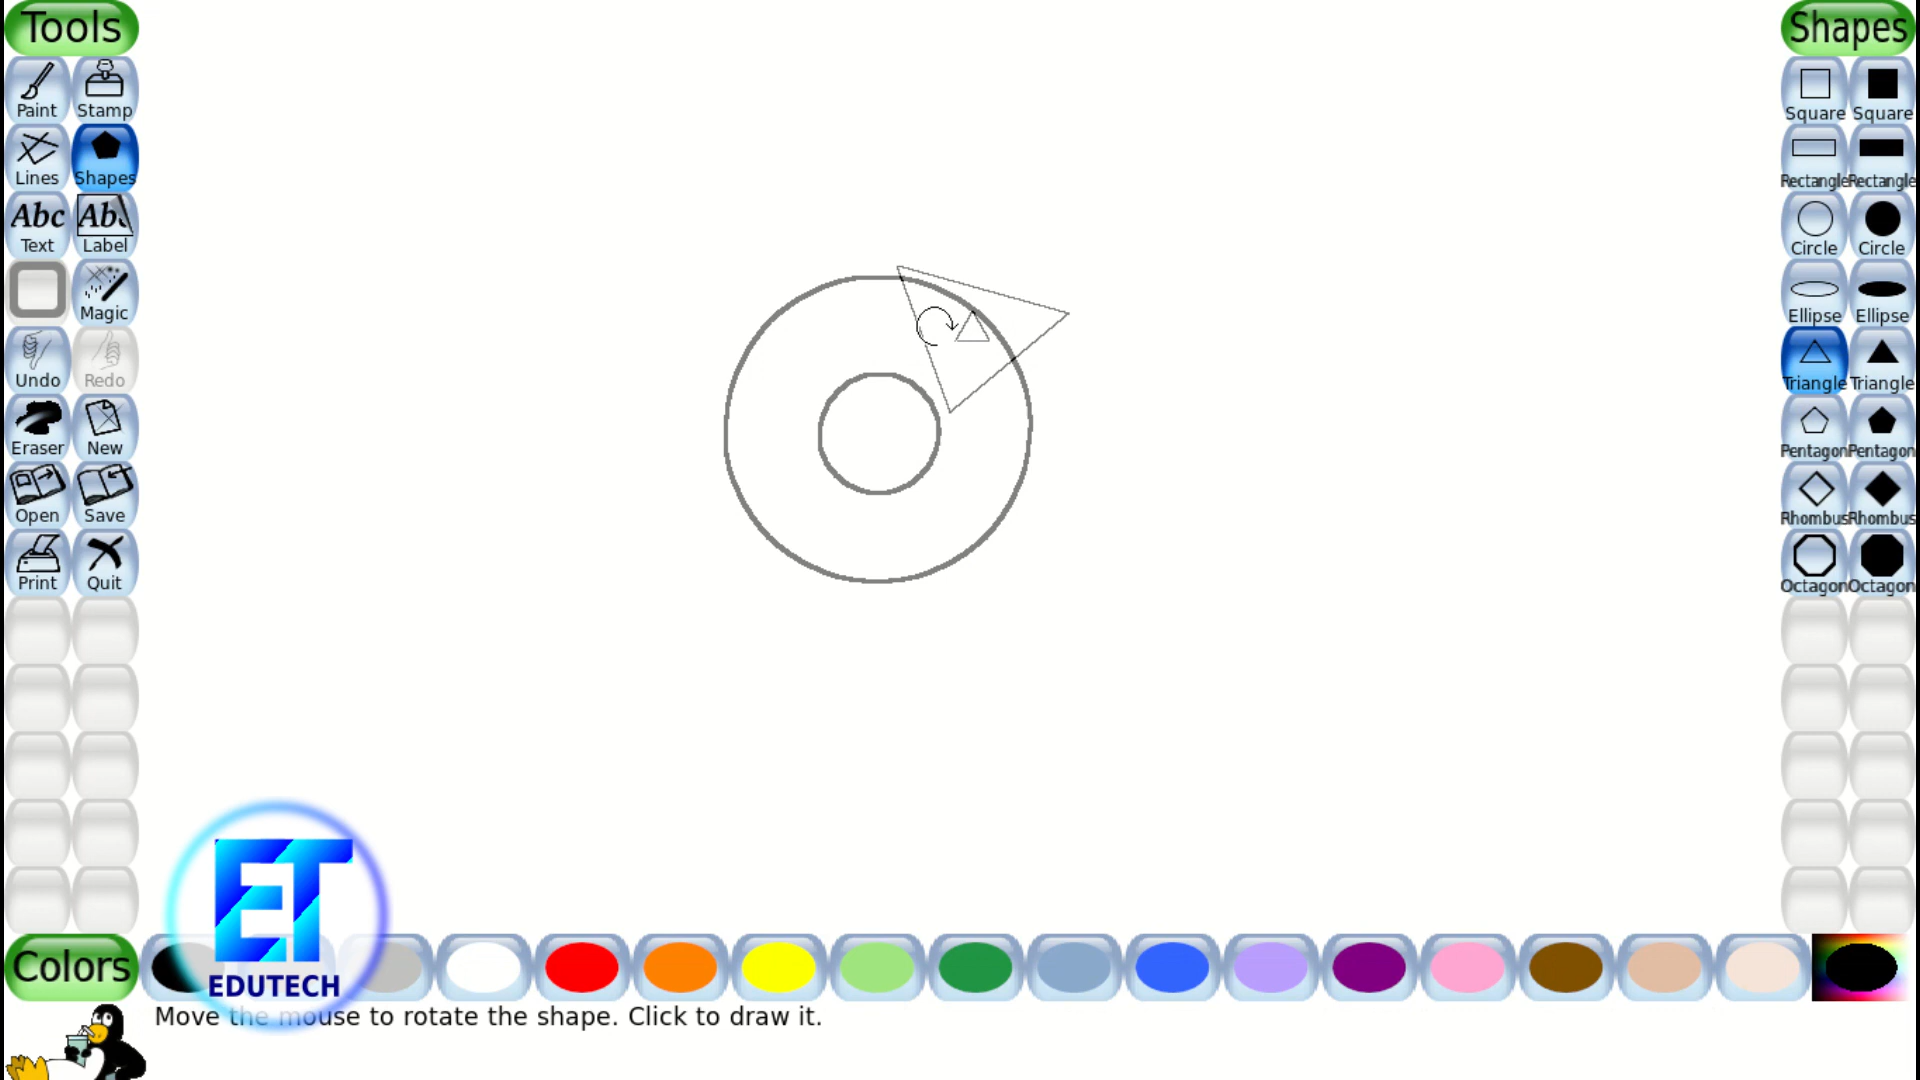 Tools
Shapes
Paint Stamp
Square Square
Lines Shapes
Rectangle Rectangle
Abc Abc
Text Label
Circle Circle
Magic
Ellipse Ellipse
Undo Redo
Triangle Triangle
Eraser New
Pentagon Pentagon
Open Save
Rhombus Rhombus
Print Quit
Octagon Octagon
ET
EDUTECH
Colors
Move the mouse to rotate the shape. Click to draw it.